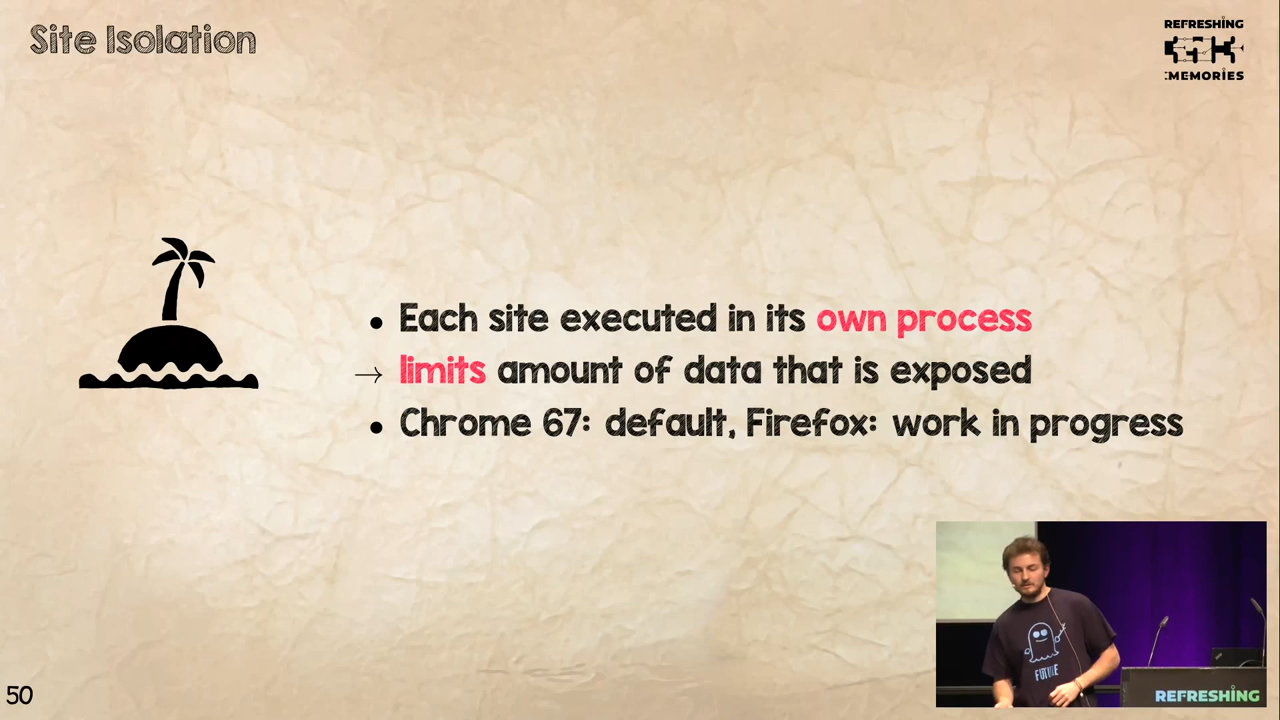 Site Isolation
REFRESHING
:MEMORIES
• Each site executed in its own process
→ limits amount of data that is exposed
• Chrome 67: default, Firefox: work in progress
FUTURE
REFRESHING
50